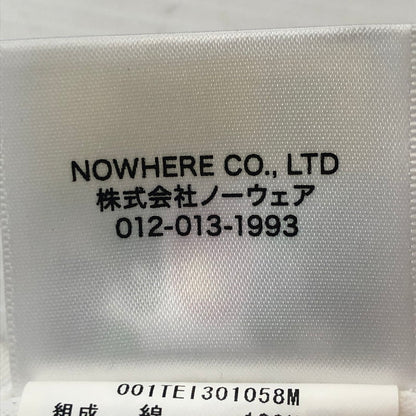 NOWHERE CO., LTD
株式会社ノーウェア
012-013-1993
001TEI301058M
組成 綿